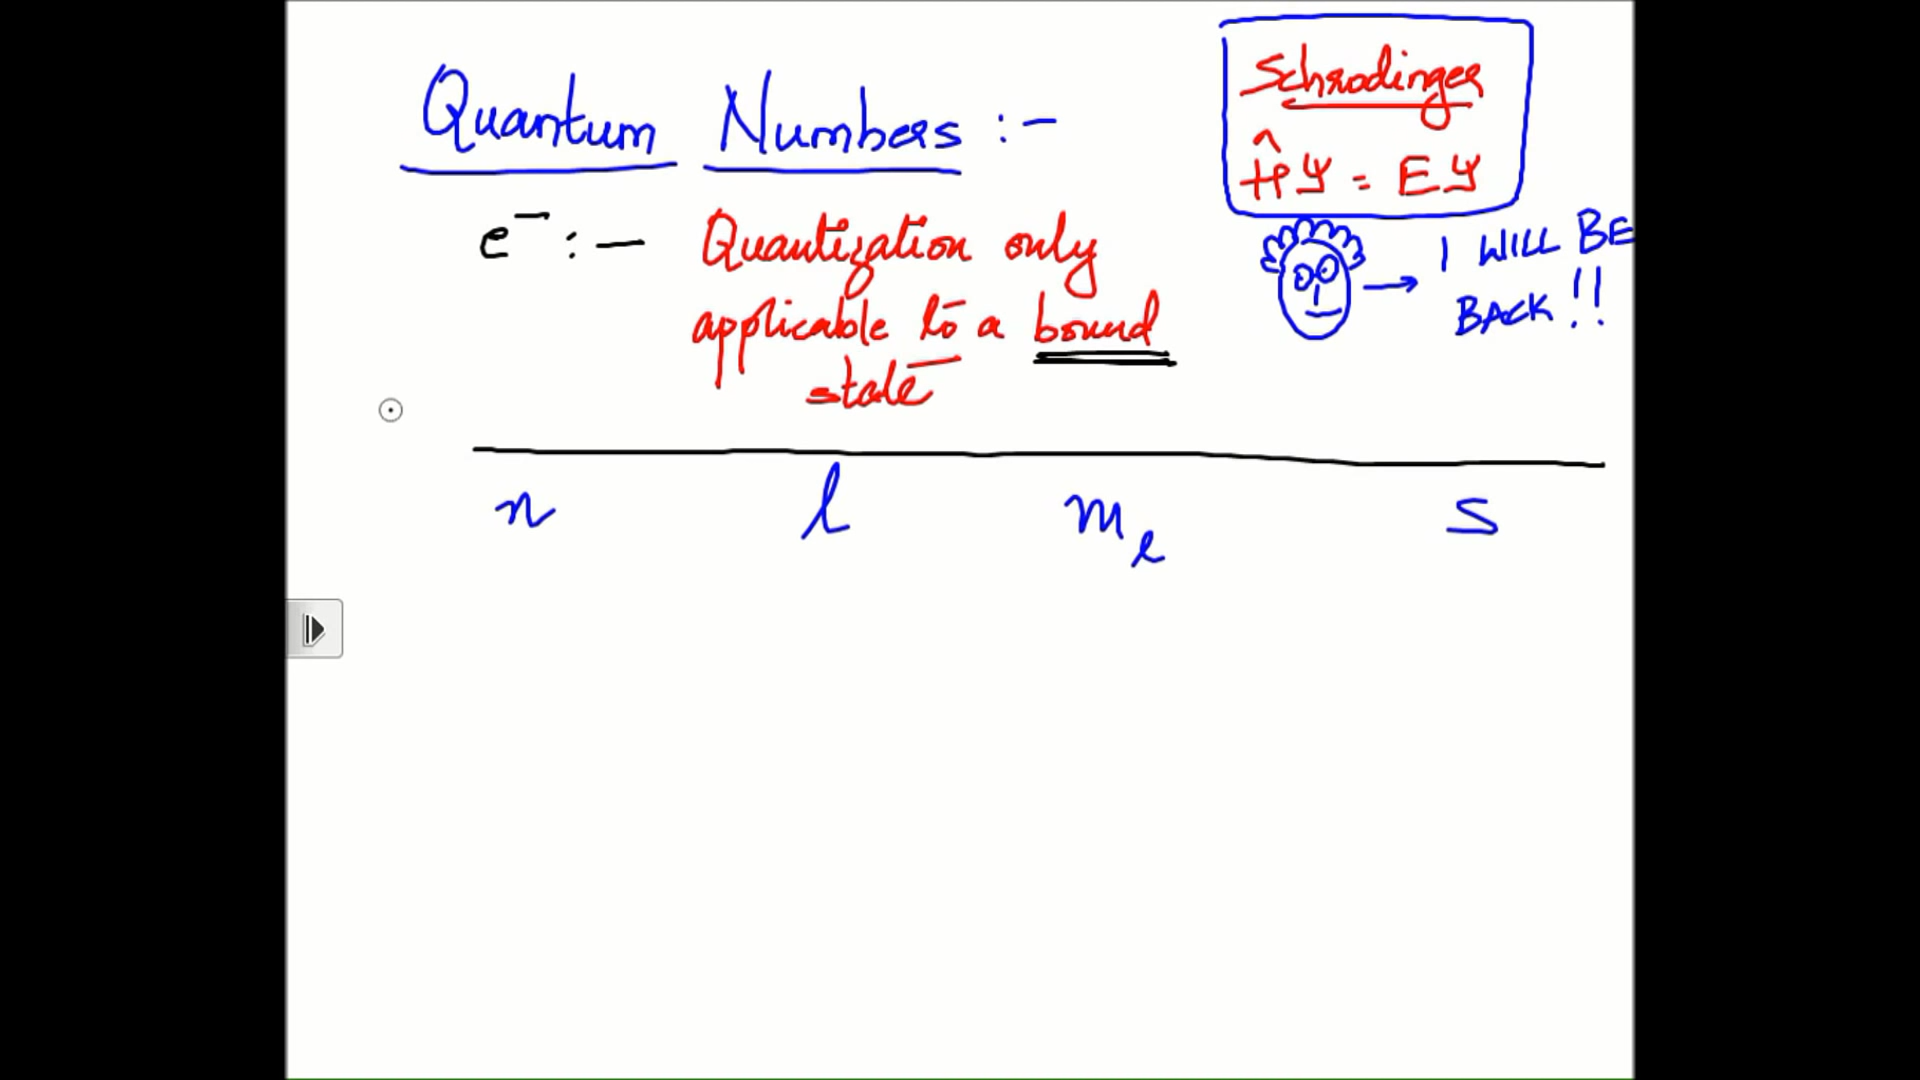 Quantum Numbers :-
Schrodinger
ĤΨ = EΨ
e⁻ :- Quantization only
applicable to a bound
state
I WILL BE
BACK !!
n l mₗ s